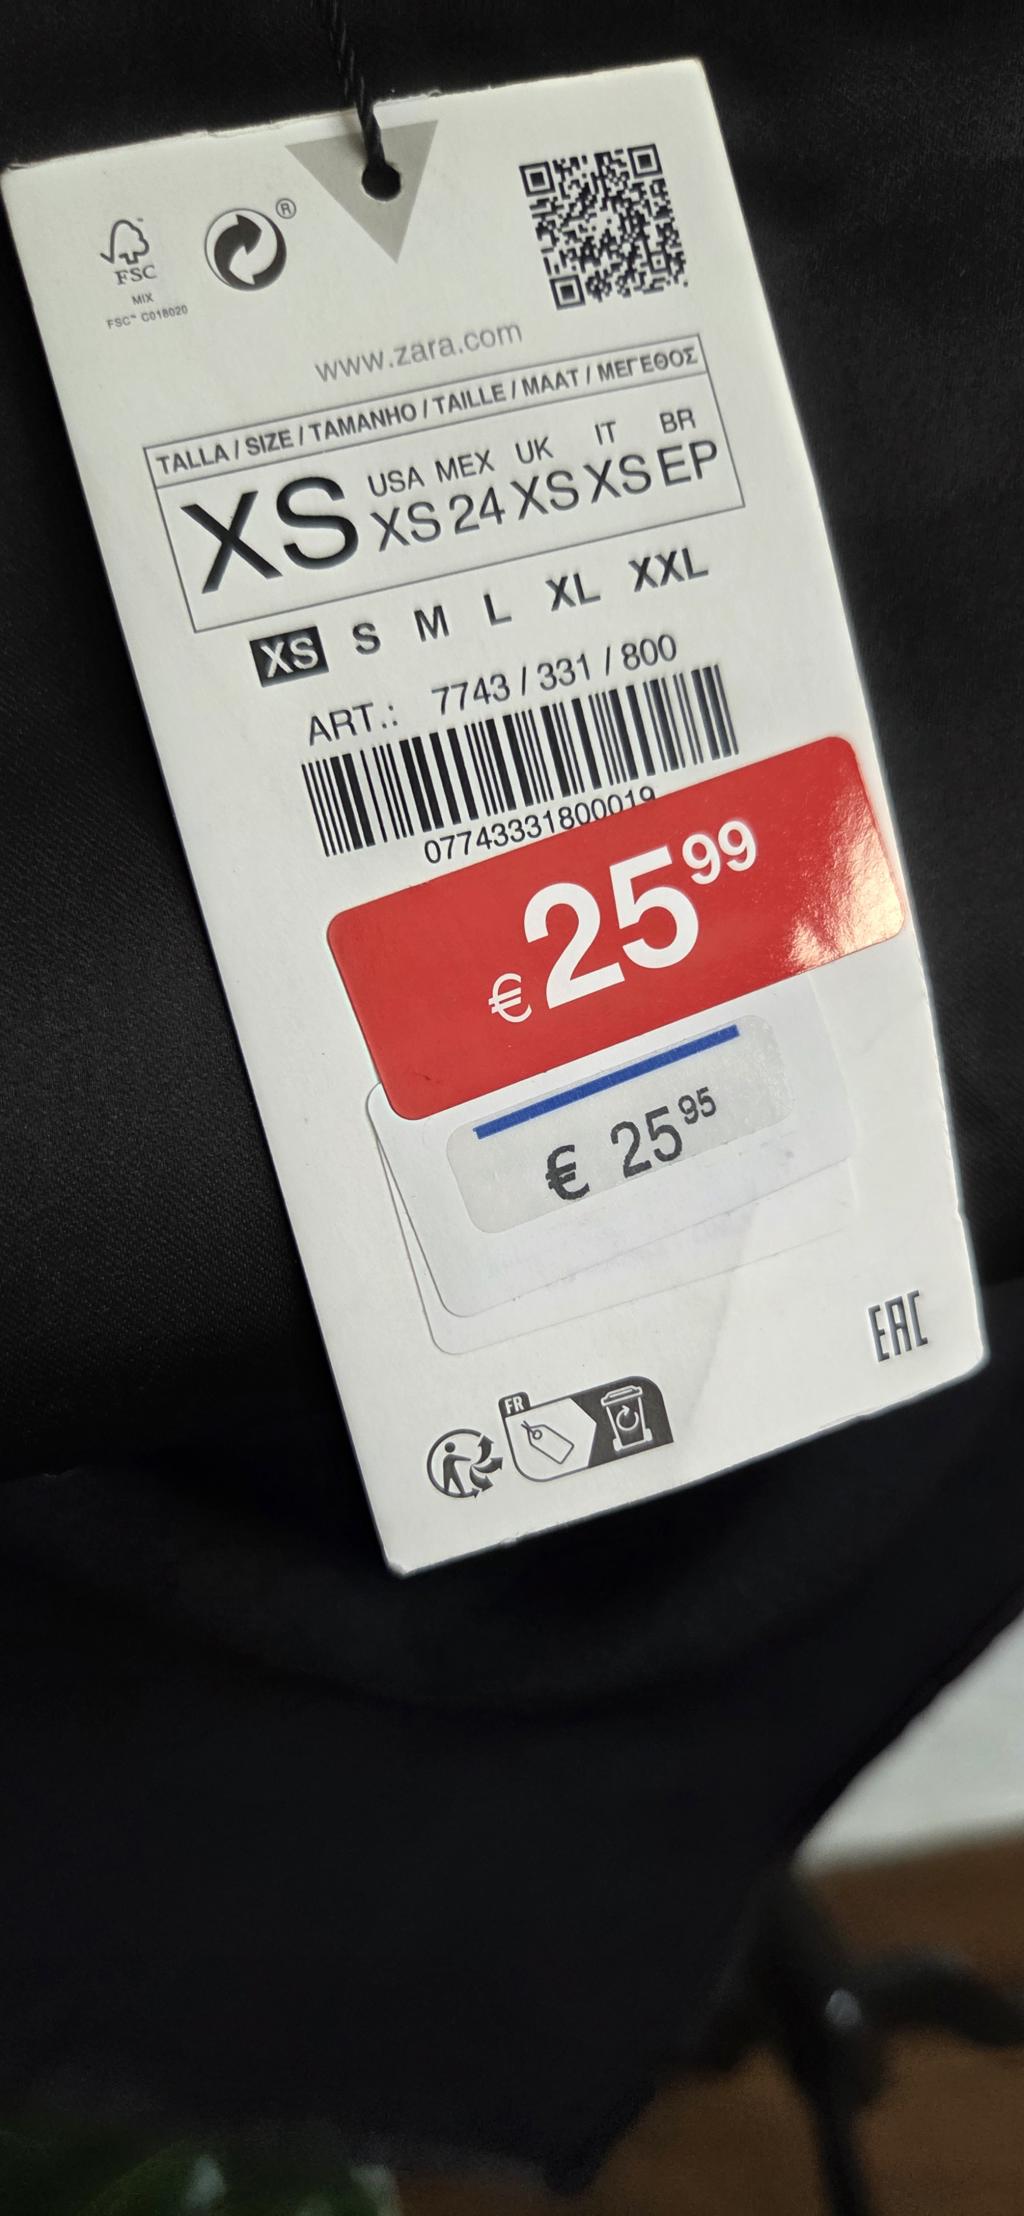 FSC
MIX
FSC™ C018020
®
www.zara.com
TALLA / SIZE / TAMANHO / TAILLE / MAAT / ΜΕΓΕΘΟΣ
XS
USA MEX UK IT BR
XS 24 XS XS EP
XS S M L XL XXL
ART.: 7743 / 331 / 800
07743331800019
€ 25 99
€ 25 95
EAC
FR